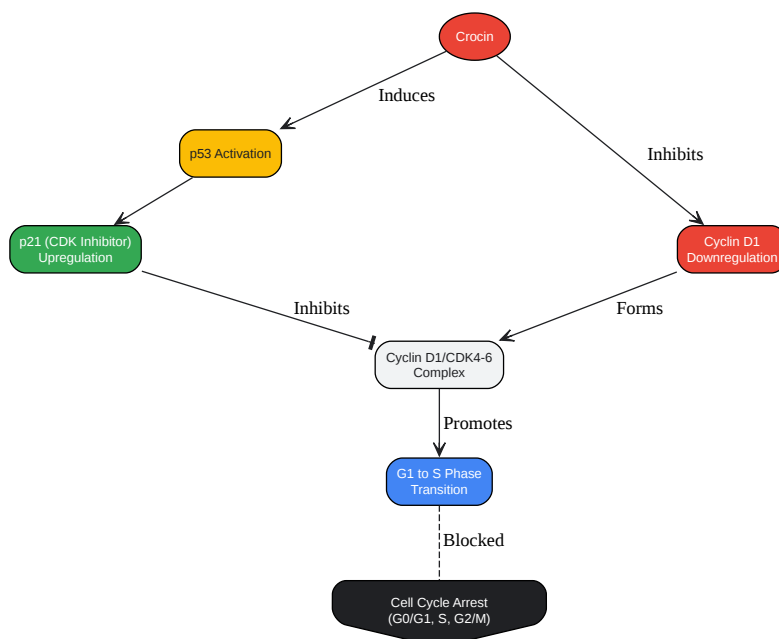 Crocin
Induces
Inhibits
p53 Activation
p21 (CDK Inhibitor)
Upregulation
Cyclin D1
Downregulation
Inhibits
Forms
Cyclin D1/CDK4-6
Complex
Promotes
G1 to S Phase
Transition
Blocked
Cell Cycle Arrest
(G0/G1, S, G2/M)